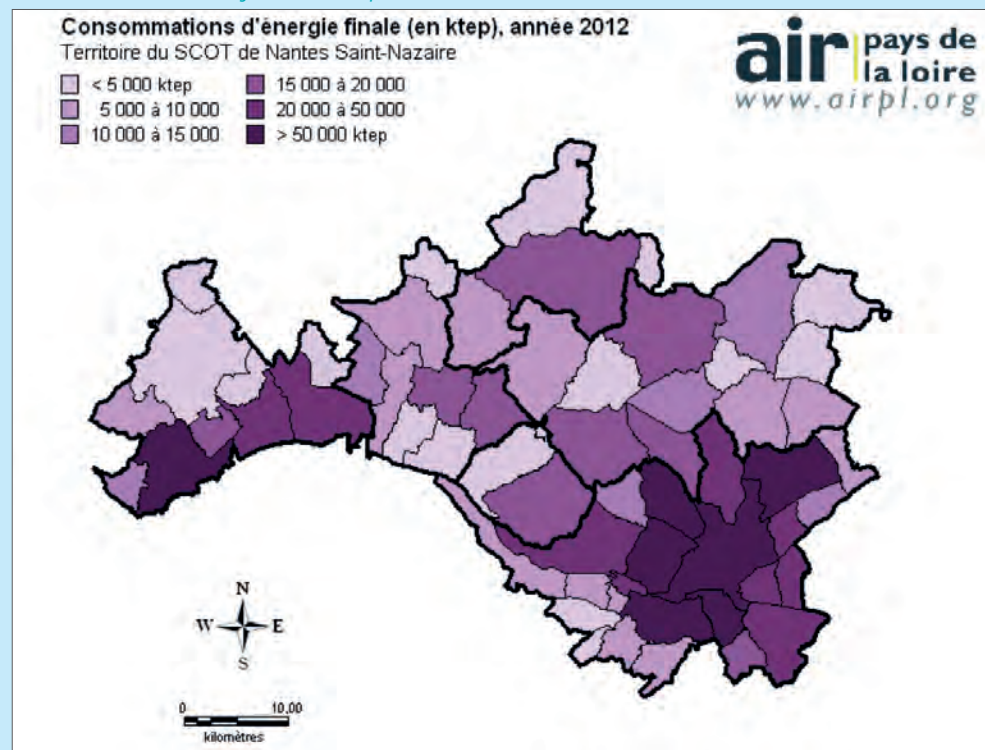 Consommations d'énergie finale (en ktep), année 2012
Territoire du SCOT de Nantes Saint-Nazaire
< 5 000 ktep
5 000 à 10 000
10 000 à 15 000
15 000 à 20 000
20 000 à 50 000
> 50 000 ktep
air pays de
la loire
www.airpl.org
N
W E
S
0 10,00
kilomètres